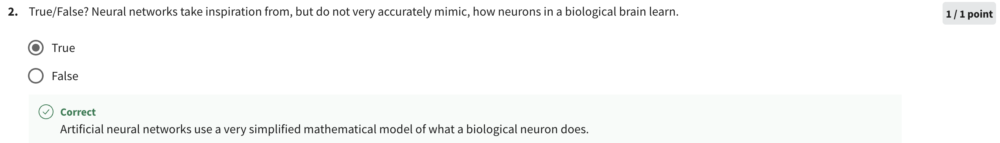 2. True/False? Neural networks take inspiration from, but do not very accurately mimic, how neurons in a biological brain learn.
1 / 1 point
True
False
Correct
Artificial neural networks use a very simplified mathematical model of what a biological neuron does.